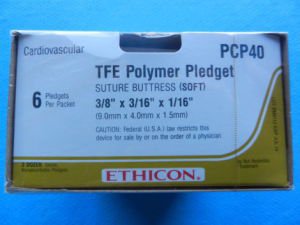 Cardiovascular
PCP40
TFE Polymer Pledget
SUTURE BUTTRESS (SOFT)
6 Pledgets
Per Packet
3/8" x 3/16" x 1/16"
(9.0mm x 4.0mm x 1.5mm)
CAUTION: Federal (U.S.A.) law restricts this
device for sale by or on the order of a physician.
ETHICON